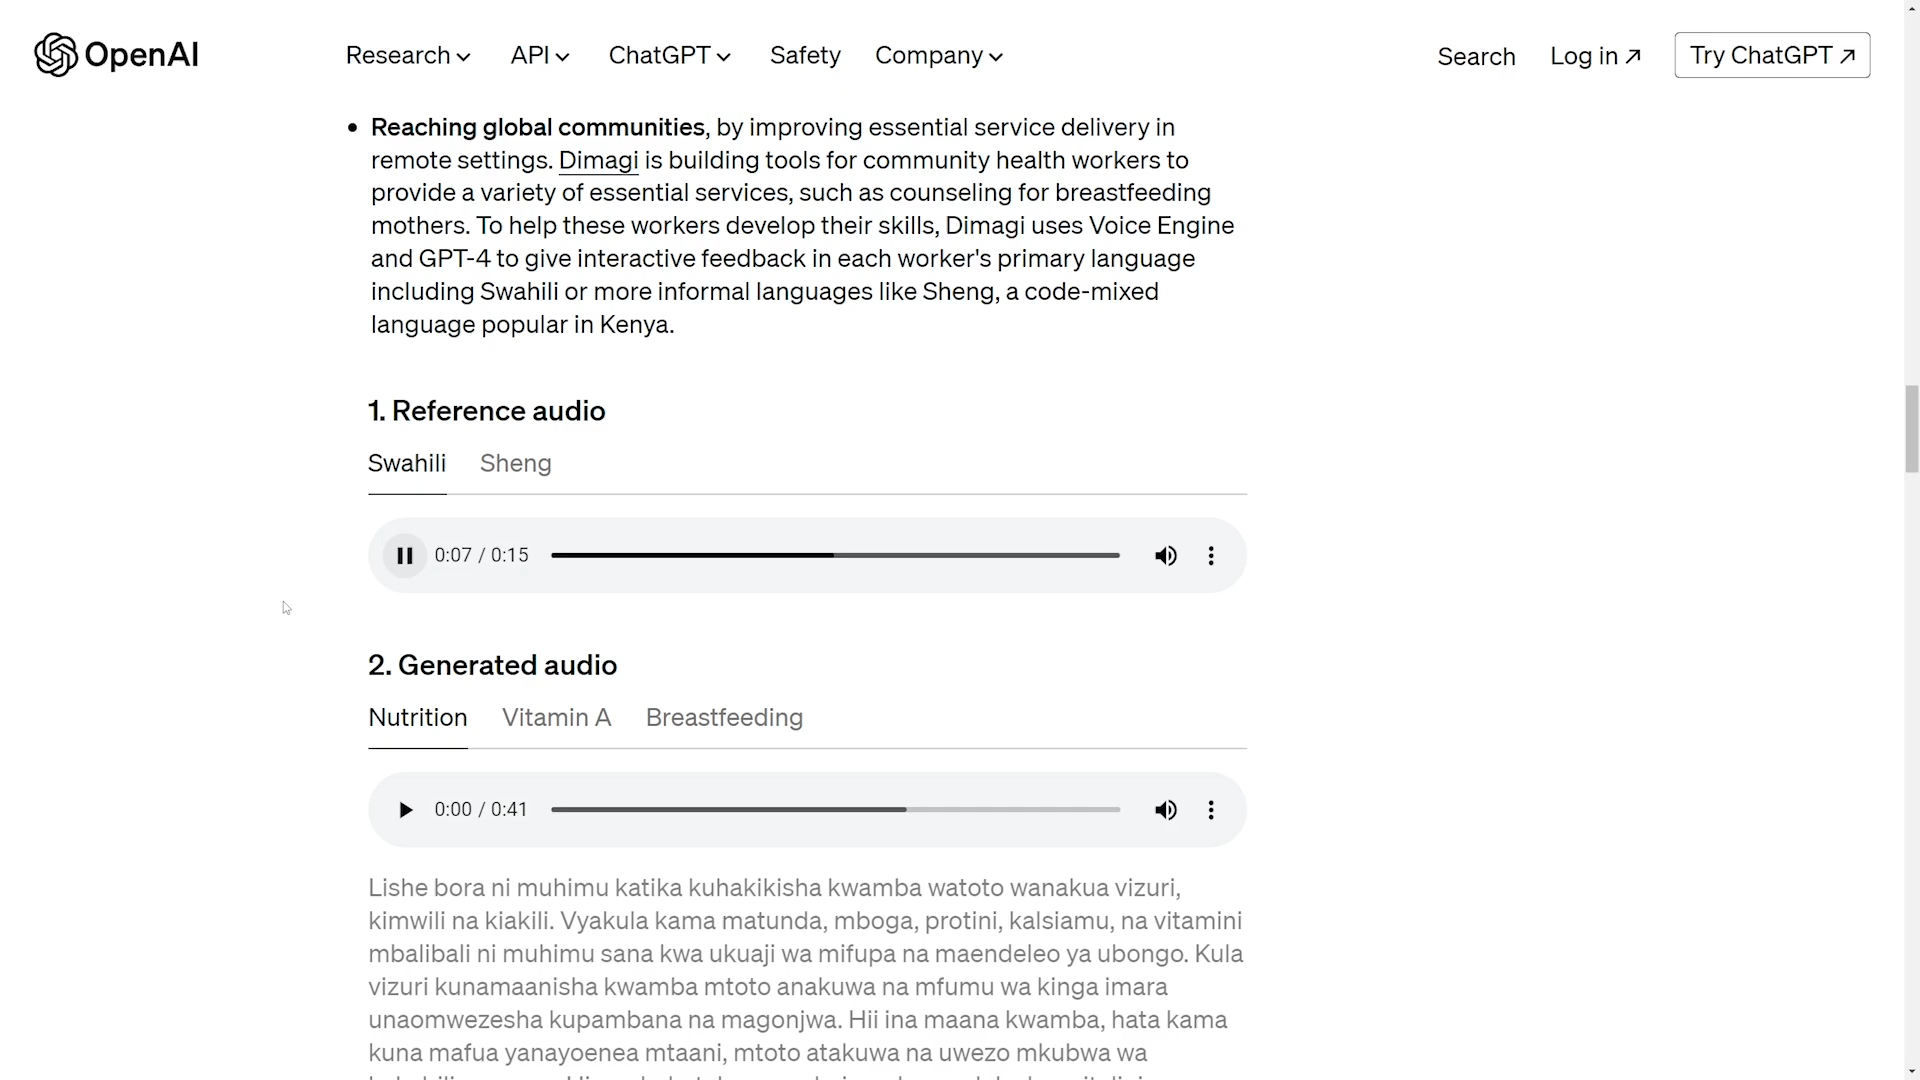 OpenAI
Research API ChatGPT Safety Company Search Log in ↗ Try ChatGPT ↗
• Reaching global communities, by improving essential service delivery in
remote settings. Dimagi is building tools for community health workers to
provide a variety of essential services, such as counseling for breastfeeding
mothers. To help these workers develop their skills, Dimagi uses Voice Engine
and GPT-4 to give interactive feedback in each worker's primary language
including Swahili or more informal languages like Sheng, a code-mixed
language popular in Kenya.
1. Reference audio
Swahili Sheng
0:07 / 0:15
2. Generated audio
Nutrition Vitamin A Breastfeeding
0:00 / 0:41
Lishe bora ni muhimu katika kuhakikisha kwamba watoto wanakua vizuri,
kimwili na kiakili. Vyakula kama matunda, mboga, protini, kalsiamu, na vitamini
mbalibali ni muhimu sana kwa ukuaji wa mifupa na maendeleo ya ubongo. Kula
vizuri kunamaanisha kwamba mtoto anakuwa na mfumu wa kinga imara
unaomwezesha kupambana na magonjwa. Hii ina maana kwamba, hata kama
kuna mafua yanayoenea mtaani, mtoto atakuwa na uwezo mkubwa wa